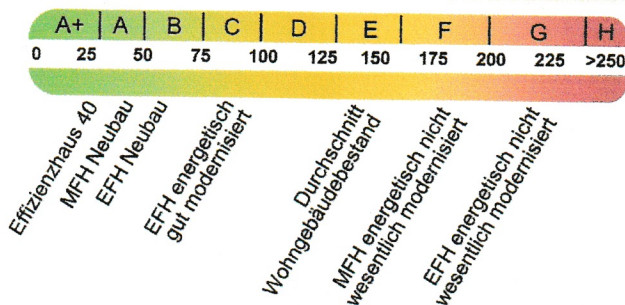 A+ A B C D E F G H
0 25 50 75 100 125 150 175 200 225 >250
Effizienzhaus 40
MFH Neubau
EFH Neubau
EFH energetisch
gut modernisiert
Durchschnitt
Wohngebäudebestand
MFH energetisch nicht
wesentlich modernisiert
EFH energetisch nicht
wesentlich modernisiert